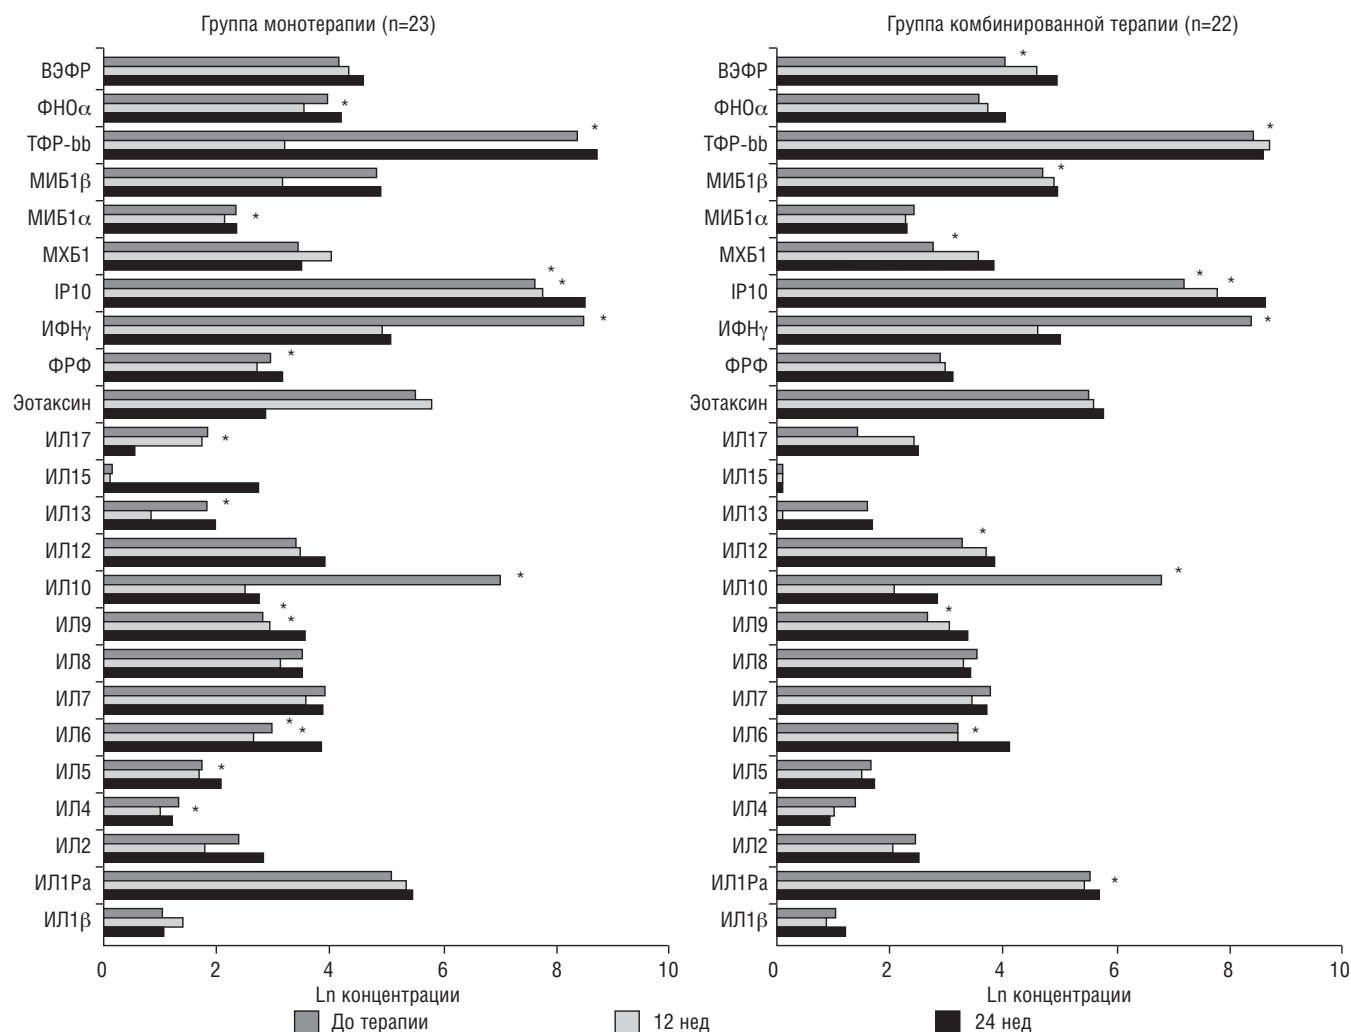 Группа монотерапии (n=23)
ВЭФР
ФНОα *
ТФР-bb *
МИБ1β
МИБ1α *
МХБ1
*
IP10 *
ИФНγ *
ФРФ *
Эотаксин
ИЛ17 *
ИЛ15
ИЛ13 *
ИЛ12
ИЛ10 *
*
ИЛ9 *
ИЛ8
ИЛ7
*
ИЛ6 *
ИЛ5 *
ИЛ4 *
ИЛ2
ИЛ1Ра
ИЛ1β
0 2 4 6 8 10
Ln концентрации
Группа комбинированной терапии (n=22)
ВЭФР *
ФНОα
ТФР-bb *
МИБ1β *
МИБ1α
МХБ1 *
IP10 * *
ИФНγ *
ФРФ
Эотаксин
ИЛ17
ИЛ15
ИЛ13
ИЛ12 *
ИЛ10 *
ИЛ9 *
ИЛ8
ИЛ7
ИЛ6 *
ИЛ5
ИЛ4
ИЛ2
ИЛ1Ра *
ИЛ1β
0 2 4 6 8 10
Ln концентрации
До терапии 12 нед 24 нед